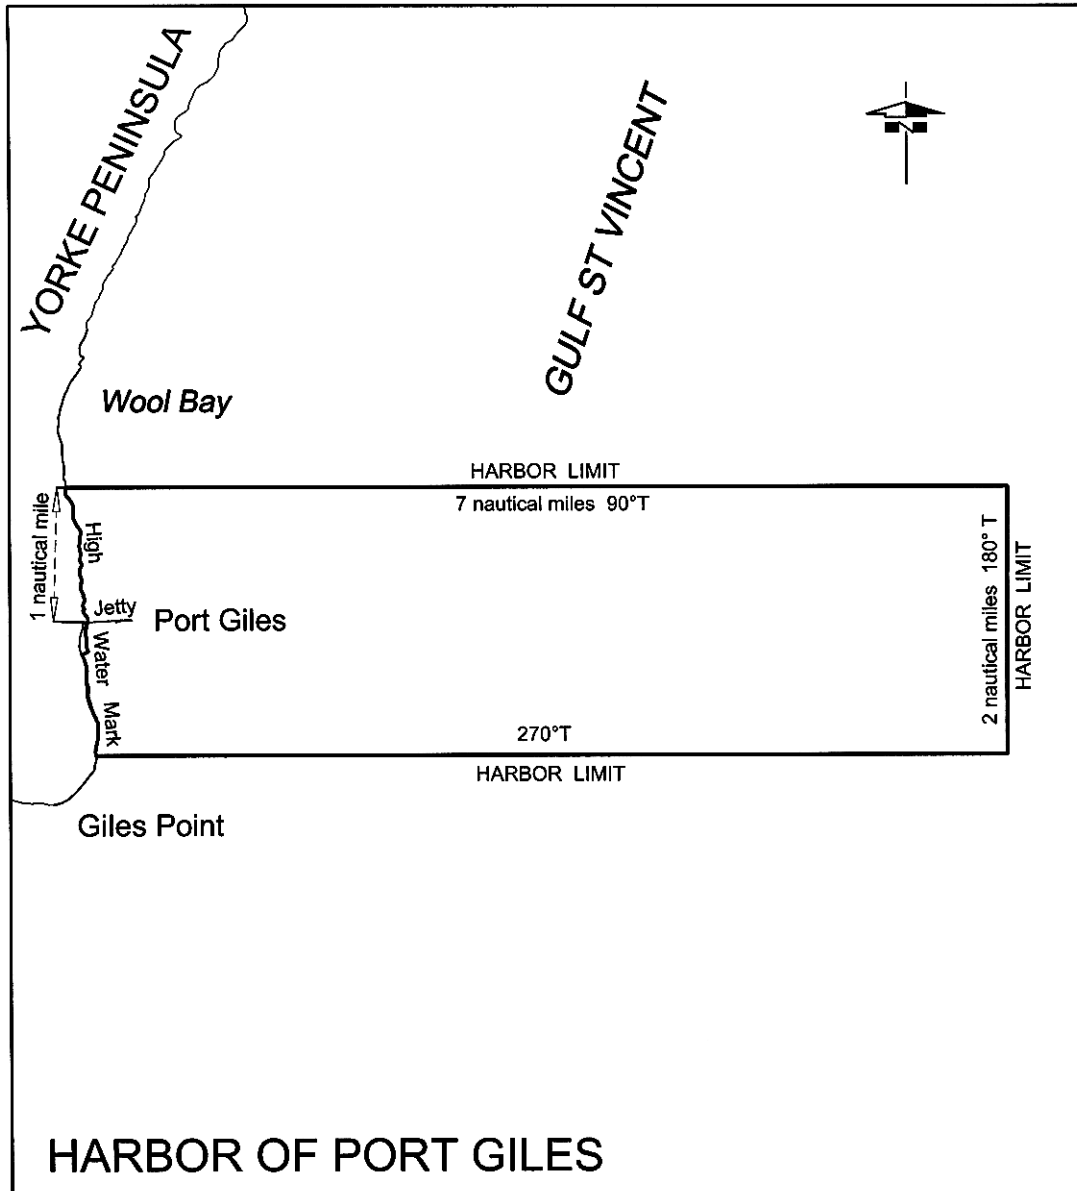 YORKE PENINSULA
GULF ST VINCENT
N
Wool Bay
HARBOR LIMIT
7 nautical miles 90°T
1 nautical mile
High
Water
Mark
Jetty
Port Giles
2 nautical miles 180° T
HARBOR LIMIT
270°T
HARBOR LIMIT
Giles Point
HARBOR OF PORT GILES